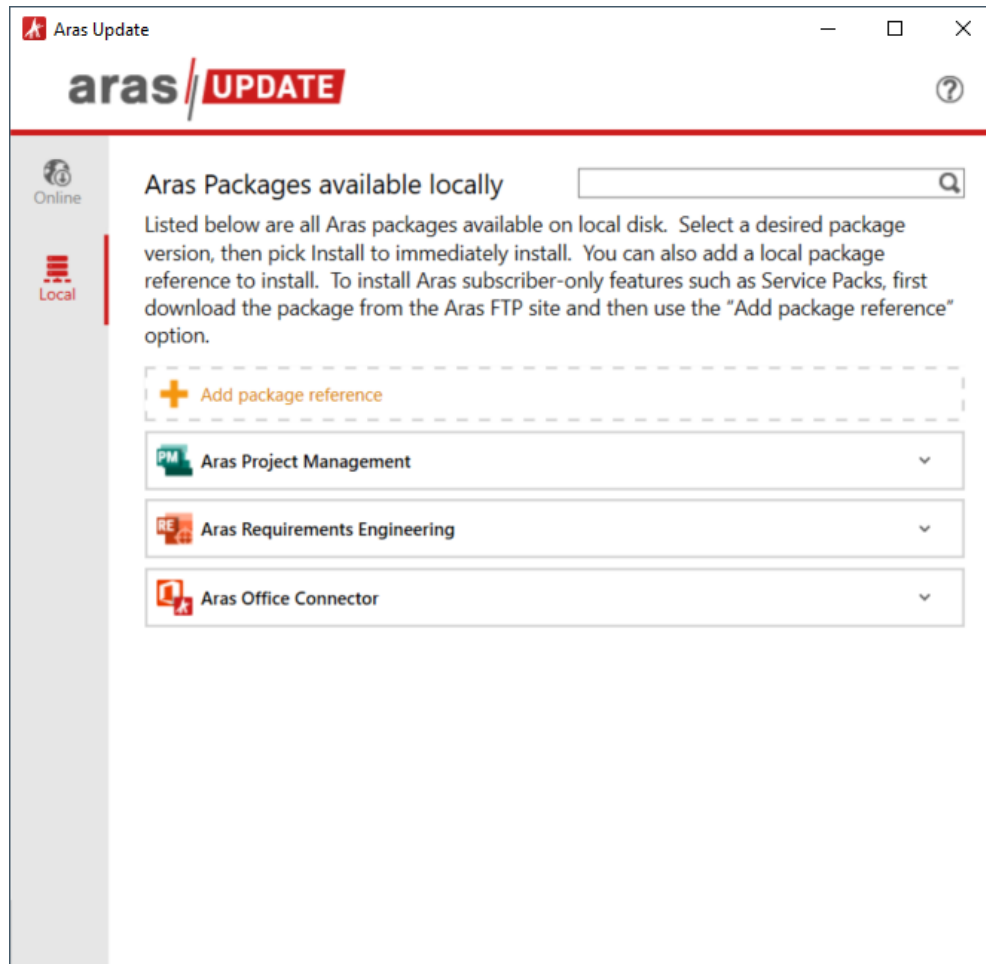 Aras Update
aras UPDATE
?
Online
Local
Aras Packages available locally
Listed below are all Aras packages available on local disk.  Select a desired package
version, then pick Install to immediately install.  You can also add a local package
reference to install.  To install Aras subscriber-only features such as Service Packs, first
download the package from the Aras FTP site and then use the “Add package reference”
option.
Add package reference
PM
Aras Project Management
RE
Aras Requirements Engineering
Aras Office Connector